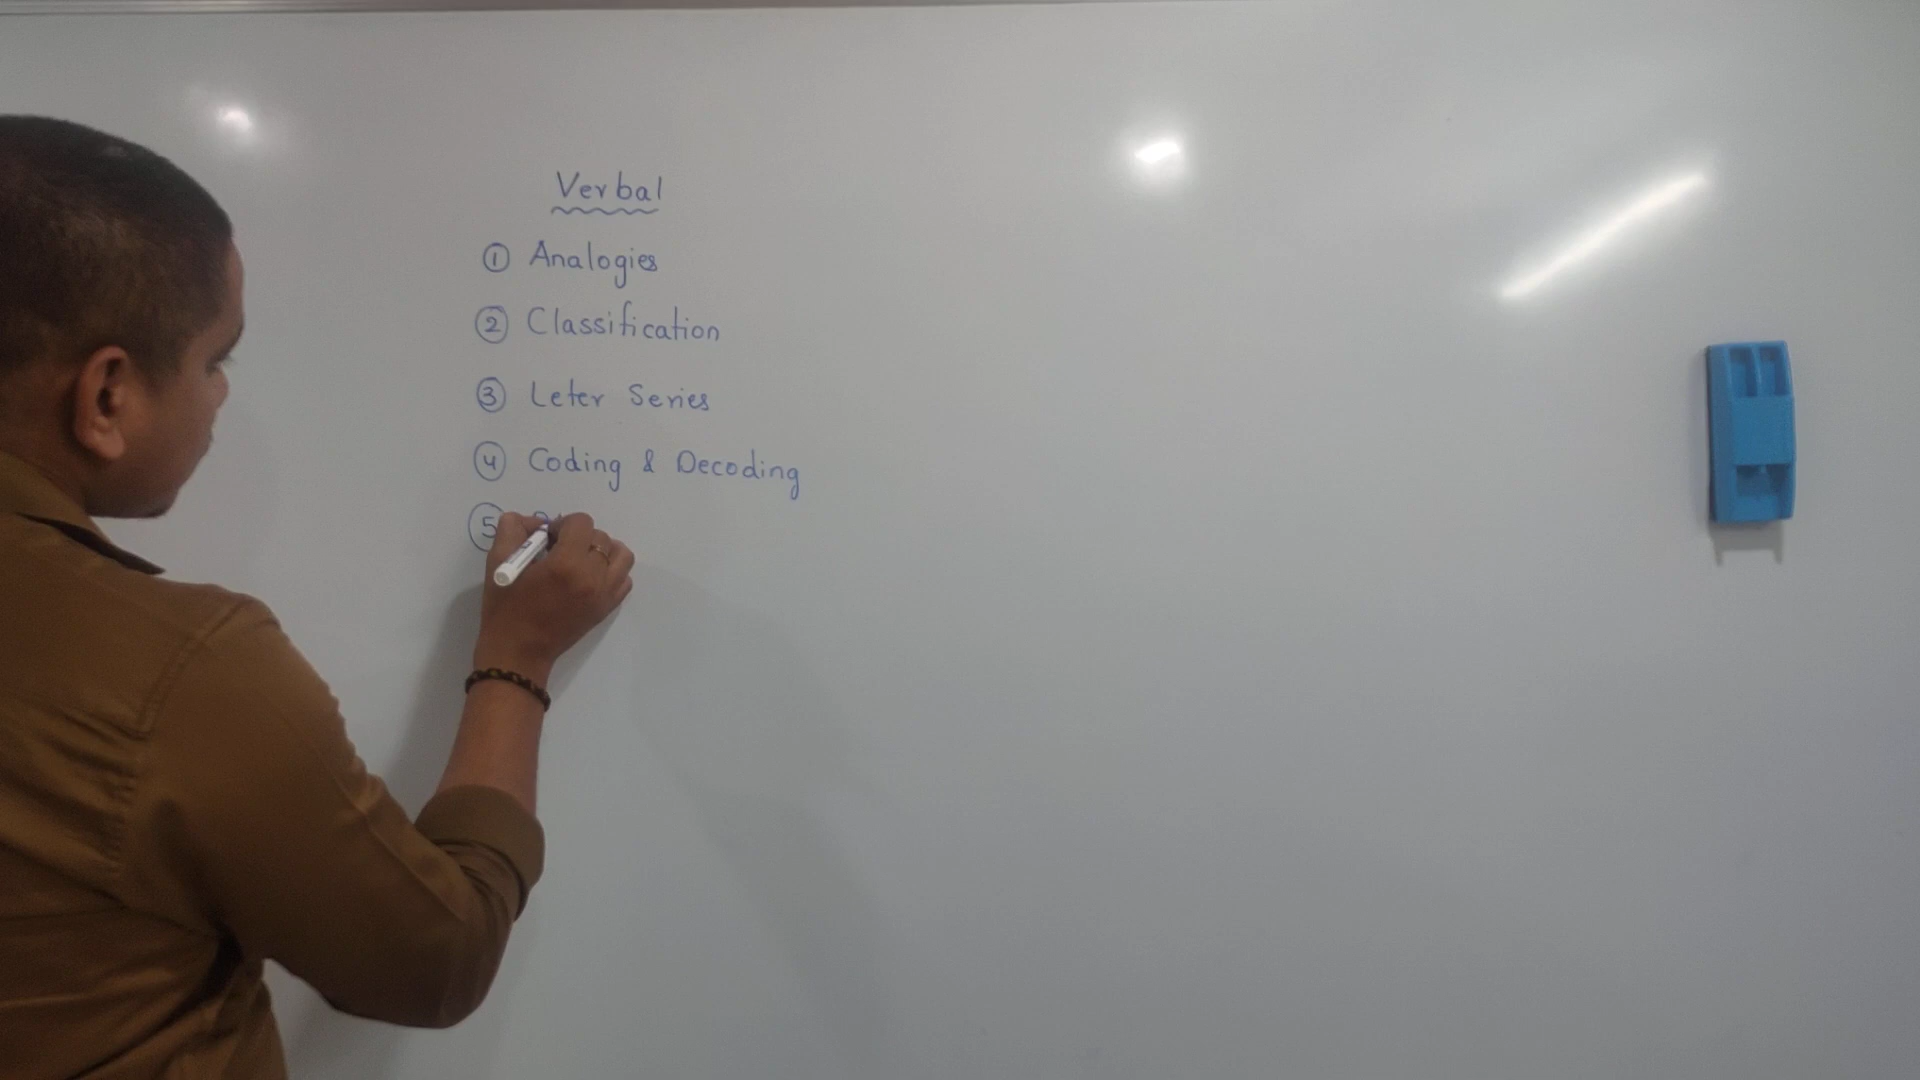 Verbal
① Analogies
② Classification
③ Leter Series
④ Coding & Decoding
⑤